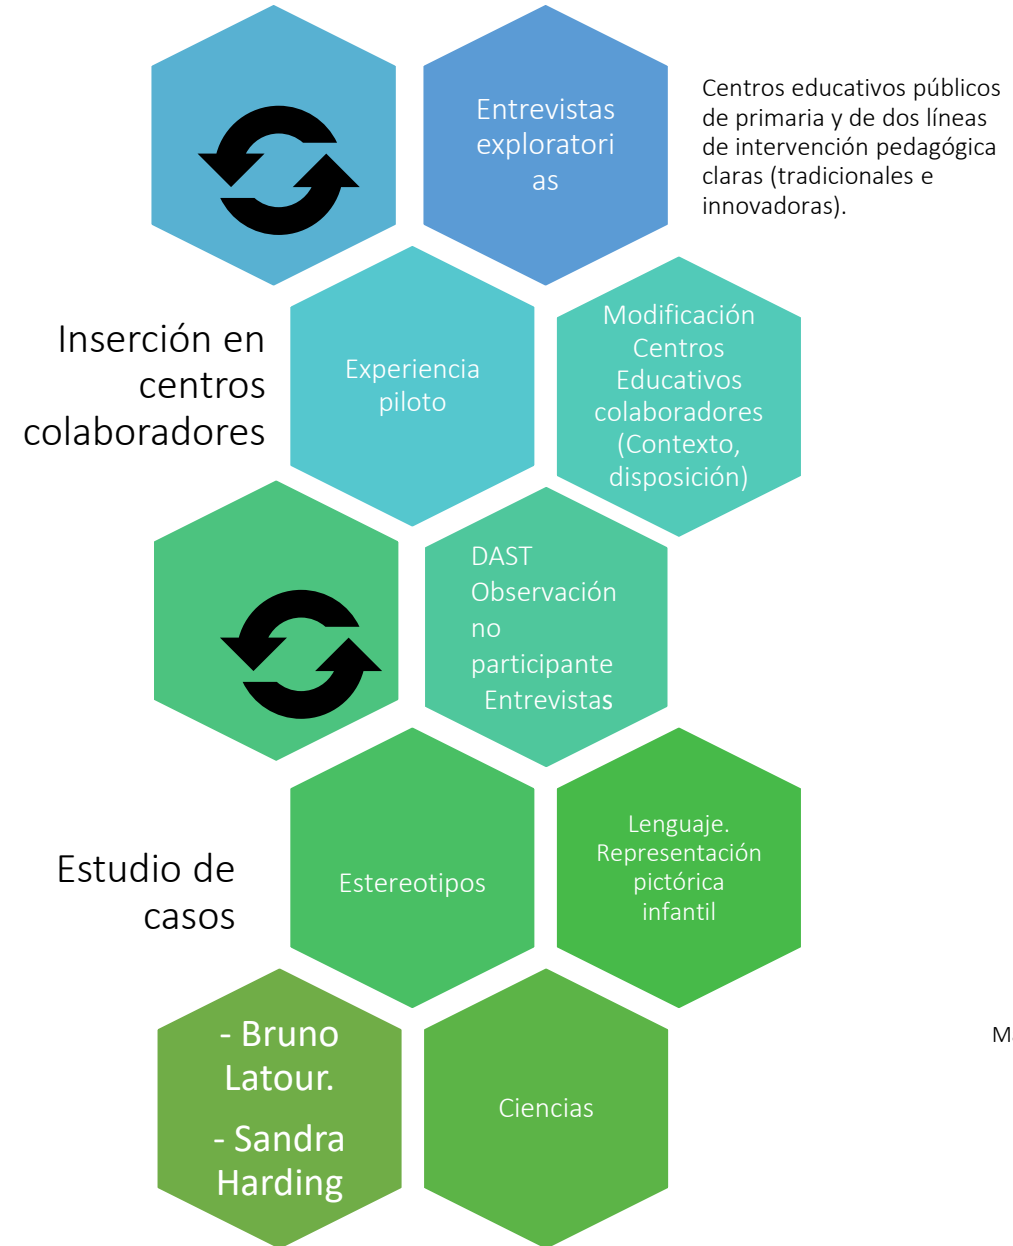 Entrevistas
exploratori
as
Centros educativos públicos
de primaria y de dos líneas
de intervención pedagógica
claras (tradicionales e
innovadoras).
Inserción en
centros
colaboradores
Experiencia
piloto
Modificación
Centros
Educativos
colaboradores
(Contexto,
disposición)
DAST
Observación
no
participante
Entrevistas
Estudio de
casos
Estereotipos
Lenguaje.
Representación
pictórica
infantil
- Bruno
Latour.
- Sandra
Harding
Ciencias